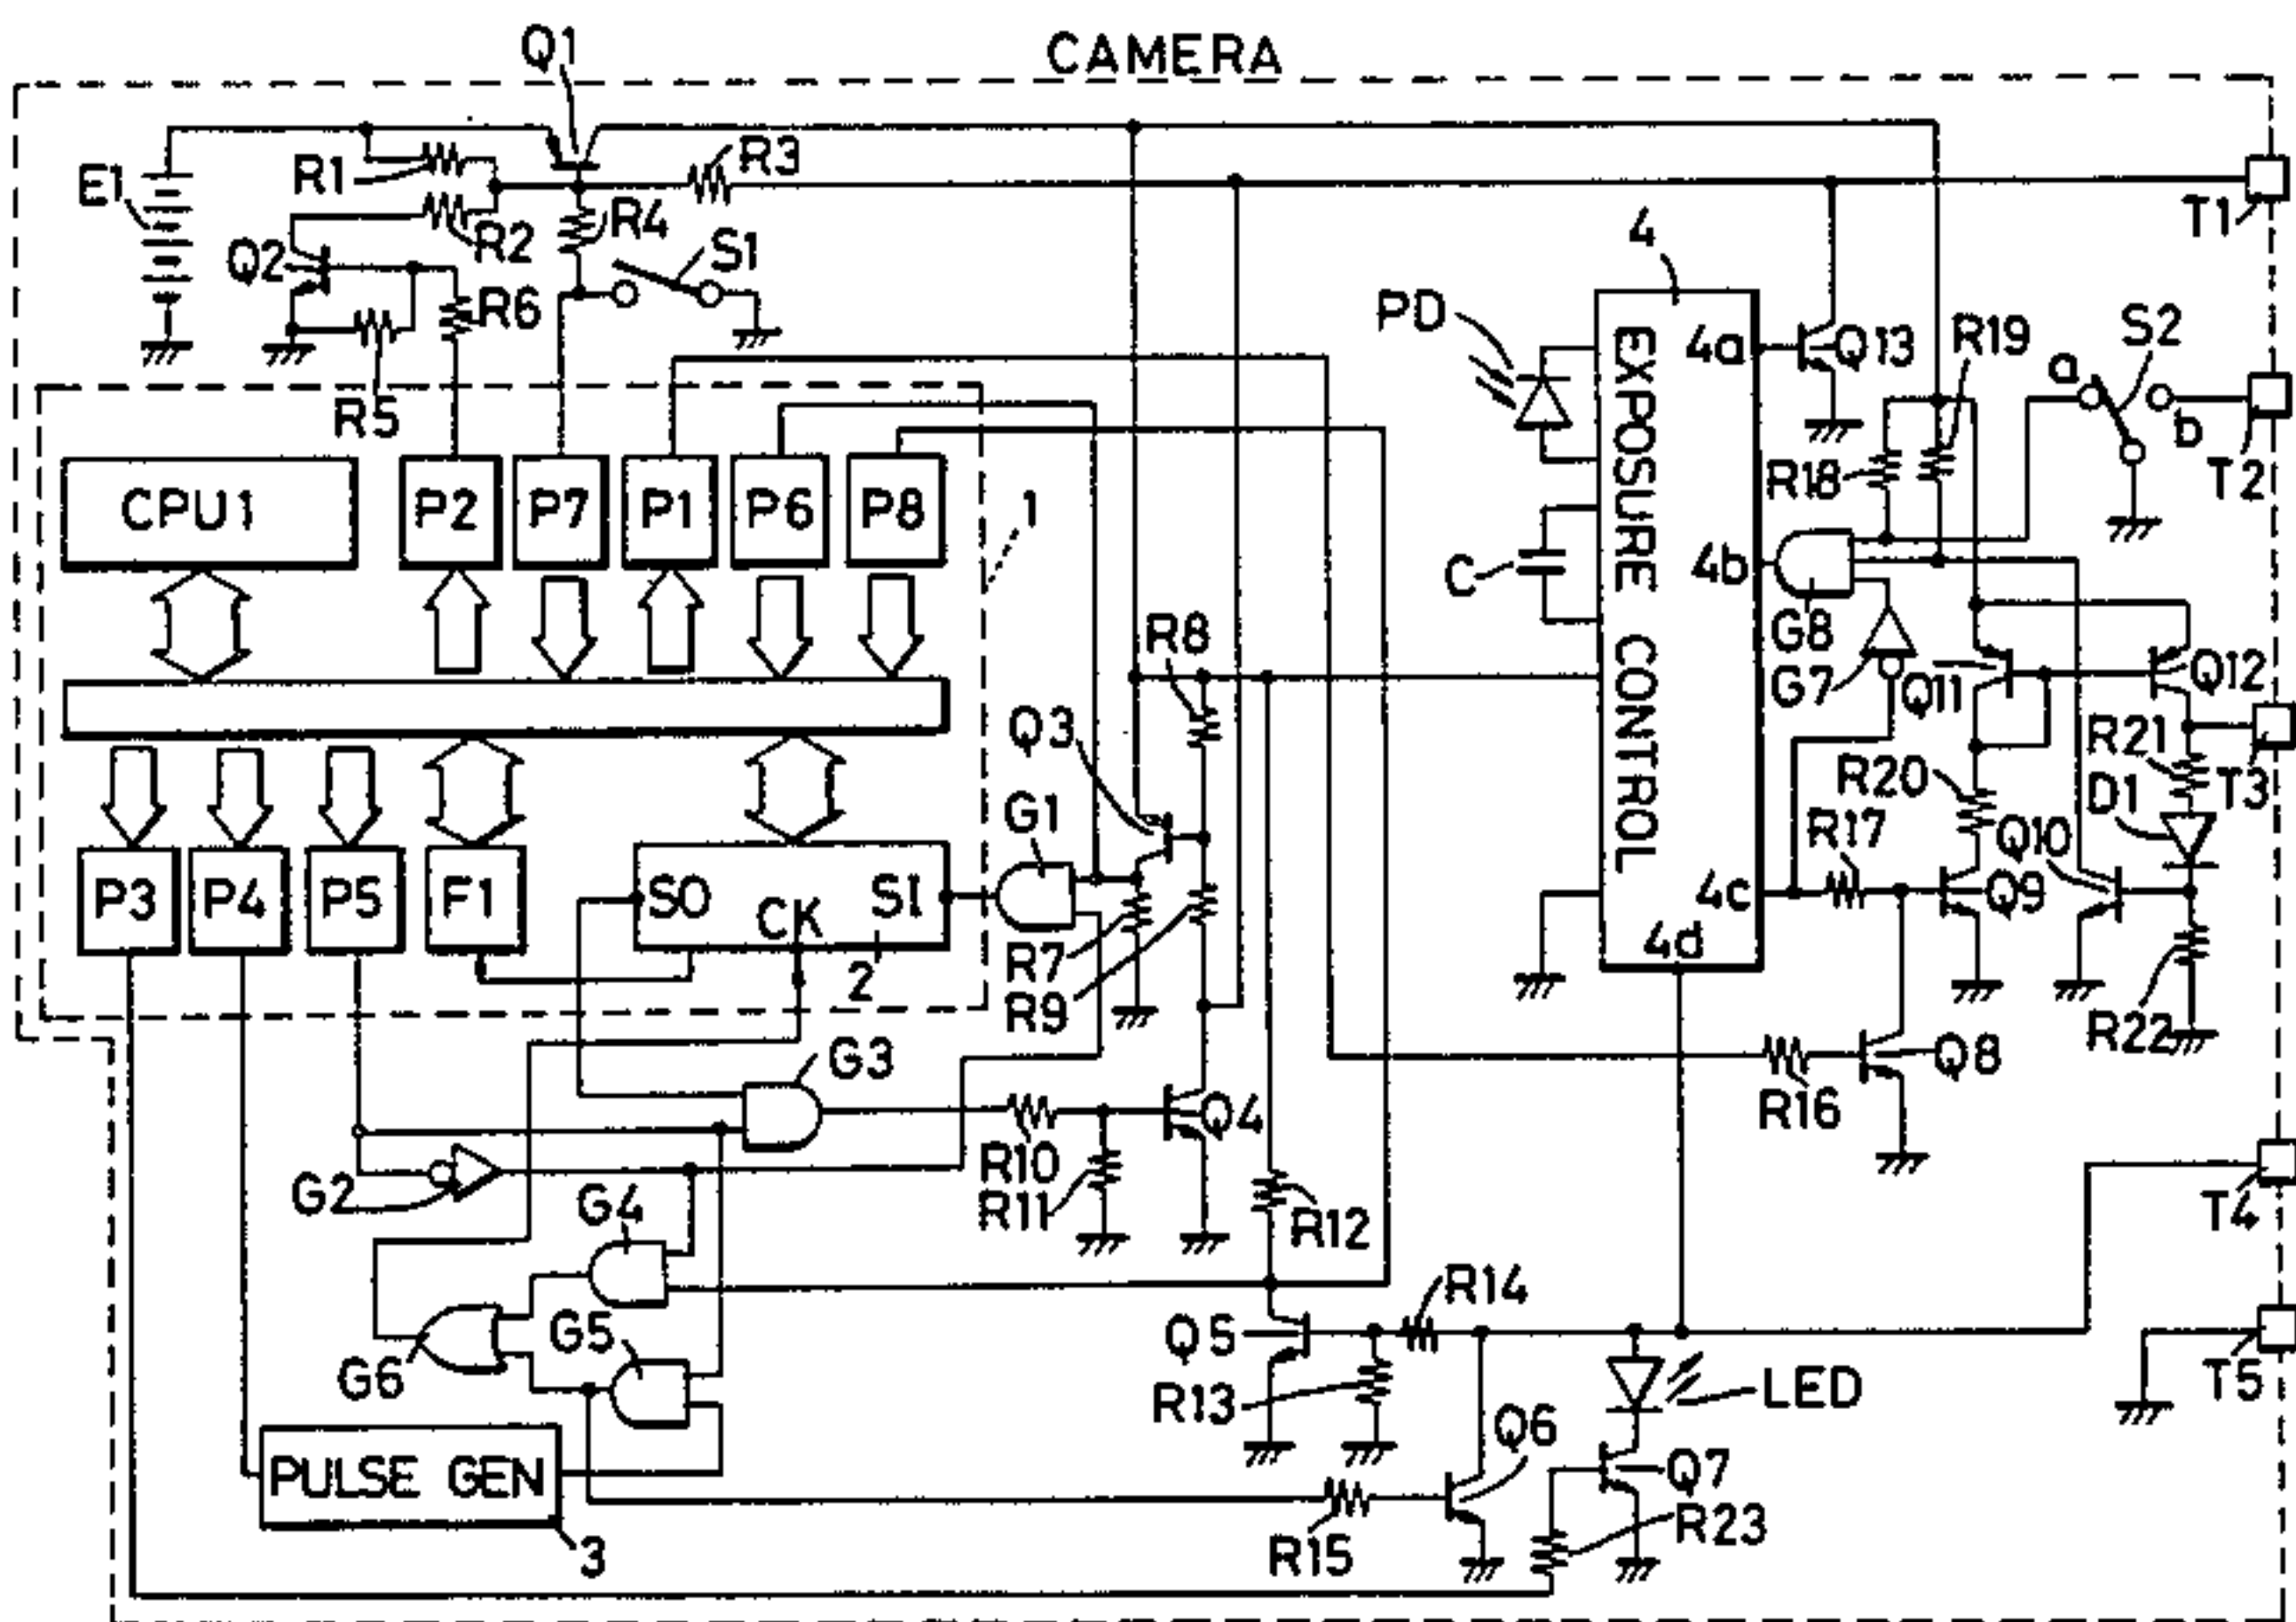 CAMERA
Q1
E1
R1
R2
R3
R4
S1
Q2
R6
R5
T1
4
PD
EXPOSURE CONTROL
4a
Q13
R19
S2
a
b
T2
R18
CPU1
P2
P7
P1
P6
P8
1
C
4b
G8
G7
Q11
Q12
R8
Q3
G1
R21
T3
R20
D1
Q10
R17
P3
P4
P5
F1
SO
CK
SI
2
R7
R9
4c
4d
Q9
R22
G3
Q4
R16
Q8
R10
R11
G2
G4
R12
T4
G5
G6
Q5
R14
R13
LED
T5
PULSE GEN
3
Q6
Q7
R15
R23